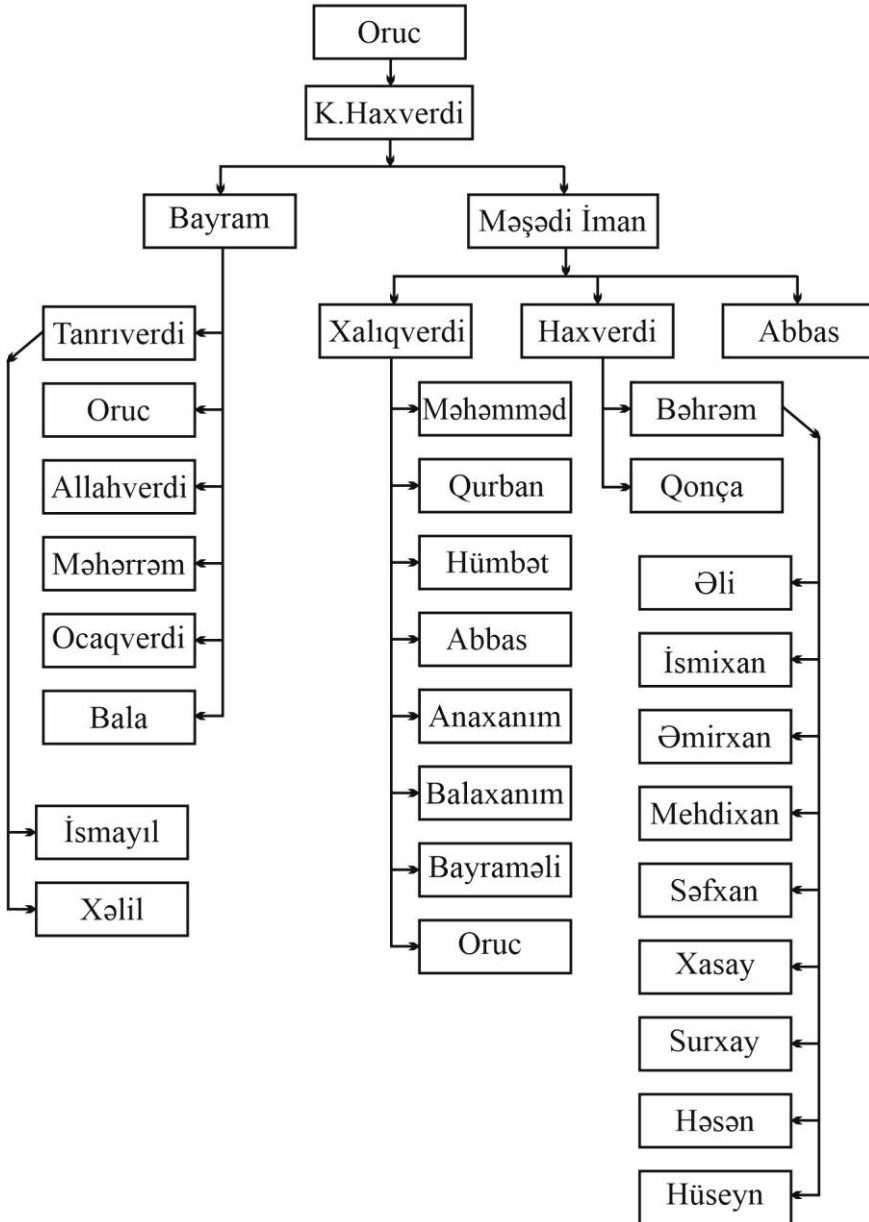 Oruc
K.Haxverdi
Bayram
Məşədi İman
Tanrıverdi
Oruc
Allahverdi
Məhərrəm
Ocaqverdi
Bala
İsmayıl
Xəlil
Xalıqverdi
Haxverdi
Abbas
Məhəmməd
Qurban
Hümbət
Abbas
Anaxanım
Balaxanım
Bayraməli
Oruc
Bəhrəm
Qonça
Əli
İsmixan
Əmirxan
Mehdixan
Səfxan
Xasay
Surxay
Həsən
Hüseyn